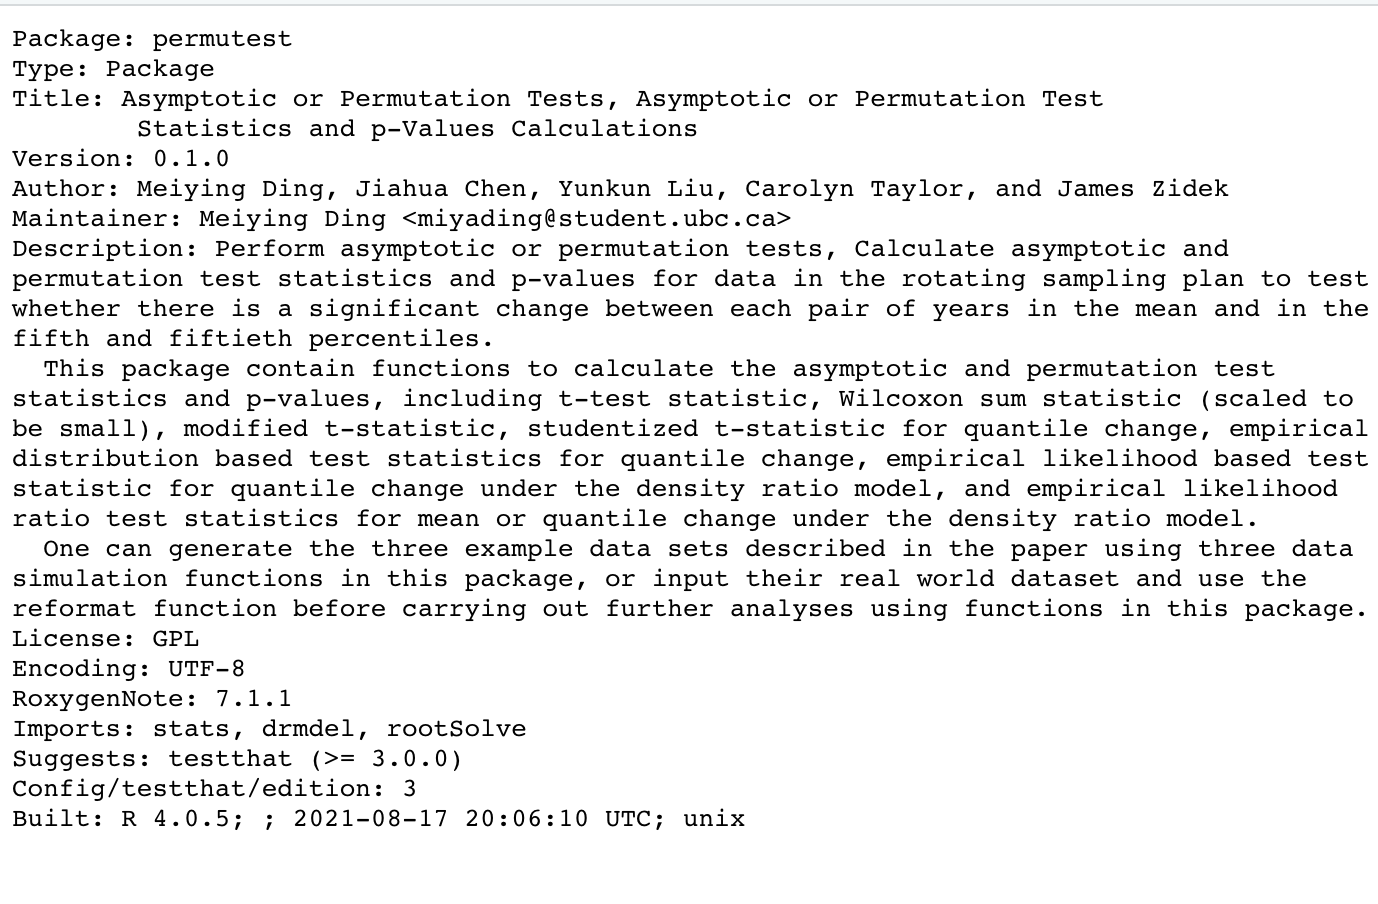 Package: permutest
Type: Package
Title: Asymptotic or Permutation Tests, Asymptotic or Permutation Test
Statistics and p-Values Calculations
Version: 0.1.0
Author: Meiying Ding, Jiahua Chen, Yunkun Liu, Carolyn Taylor, and James Zidek
Maintainer: Meiying Ding <miyading@student.ubc.ca>
Description: Perform asymptotic or permutation tests, Calculate asymptotic and
permutation test statistics and p-values for data in the rotating sampling plan to test
whether there is a significant change between each pair of years in the mean and in the
fifth and fiftieth percentiles.
This package contain functions to calculate the asymptotic and permutation test
statistics and p-values, including t-test statistic, Wilcoxon sum statistic (scaled to
be small), modified t-statistic, studentized t-statistic for quantile change, empirical
distribution based test statistics for quantile change, empirical likelihood based test
statistic for quantile change under the density ratio model, and empirical likelihood
ratio test statistics for mean or quantile change under the density ratio model.
One can generate the three example data sets described in the paper using three data
simulation functions in this package, or input their real world dataset and use the
reformat function before carrying out further analyses using functions in this package.
License: GPL
Encoding: UTF-8
RoxygenNote: 7.1.1
Imports: stats, drmdel, rootSolve
Suggests: testthat (>= 3.0.0)
Config/testthat/edition: 3
Built: R 4.0.5; ; 2021-08-17 20:06:10 UTC; unix